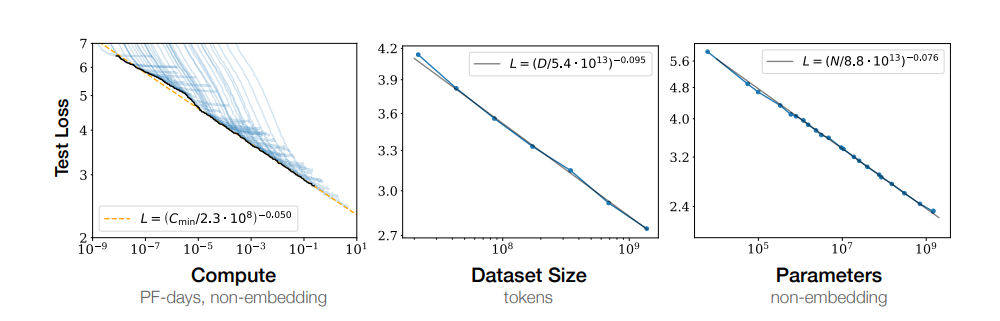 Test Loss
7
6
5
4
3
2
L = (C_min/2.3 · 10^8)^−0.050
10^−9
10^−7
10^−5
10^−3
10^−1
10^1
Compute
PF-days, non-embedding
4.2
3.9
3.6
3.3
3.0
2.7
L = (D/5.4 · 10^13)^−0.095
10^8
10^9
Dataset Size
tokens
5.6
4.8
4.0
3.2
2.4
L = (N/8.8 · 10^13)^−0.076
10^5
10^7
10^9
Parameters
non-embedding